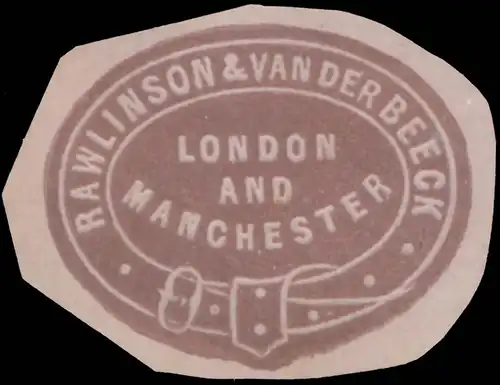 RAWLINSON & VAN DER BEECK
LONDON
AND
MANCHESTER